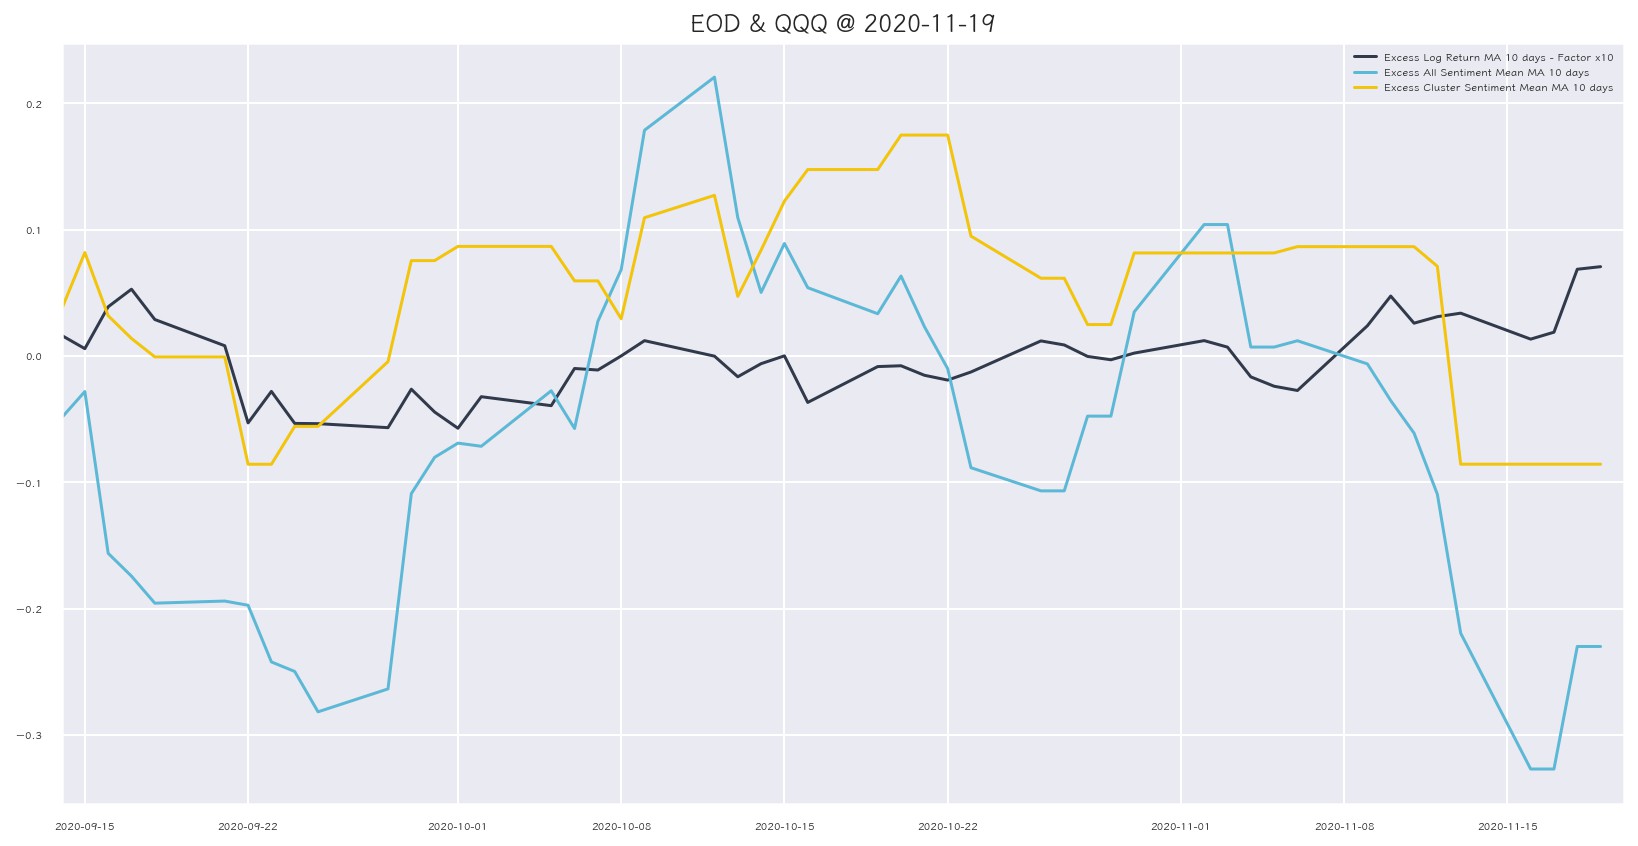 EOD & QQQ @ 2020-11-19
Excess Log Return MA 10 days - Factor x10
Excess All Sentiment Mean MA 10 days
Excess Cluster Sentiment Mean MA 10 days
0.2
0.1
0.0
−0.1
−0.2
−0.3
2020-09-15 2020-09-22 2020-10-01 2020-10-08 2020-10-15 2020-10-22 2020-11-01 2020-11-08 2020-11-15